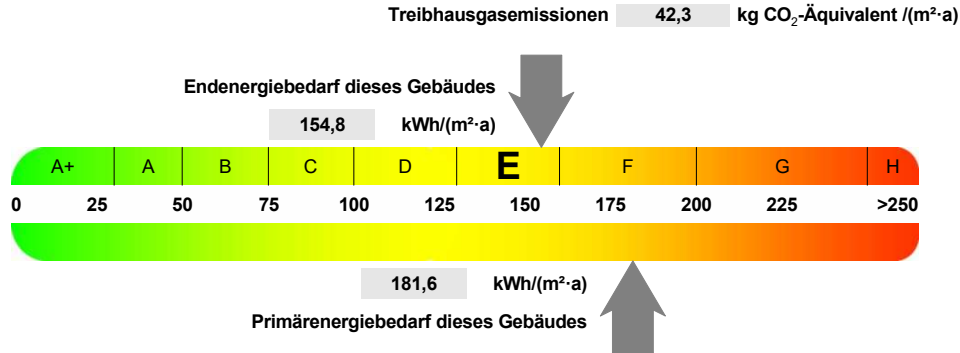 Treibhausgasemissionen 42,3 kg CO₂-Äquivalent /(m²·a)
Endenergiebedarf dieses Gebäudes
154,8 kWh/(m²·a)
A+ A B C D E F G H
0 25 50 75 100 125 150 175 200 225 >250
181,6 kWh/(m²·a)
Primärenergiebedarf dieses Gebäudes